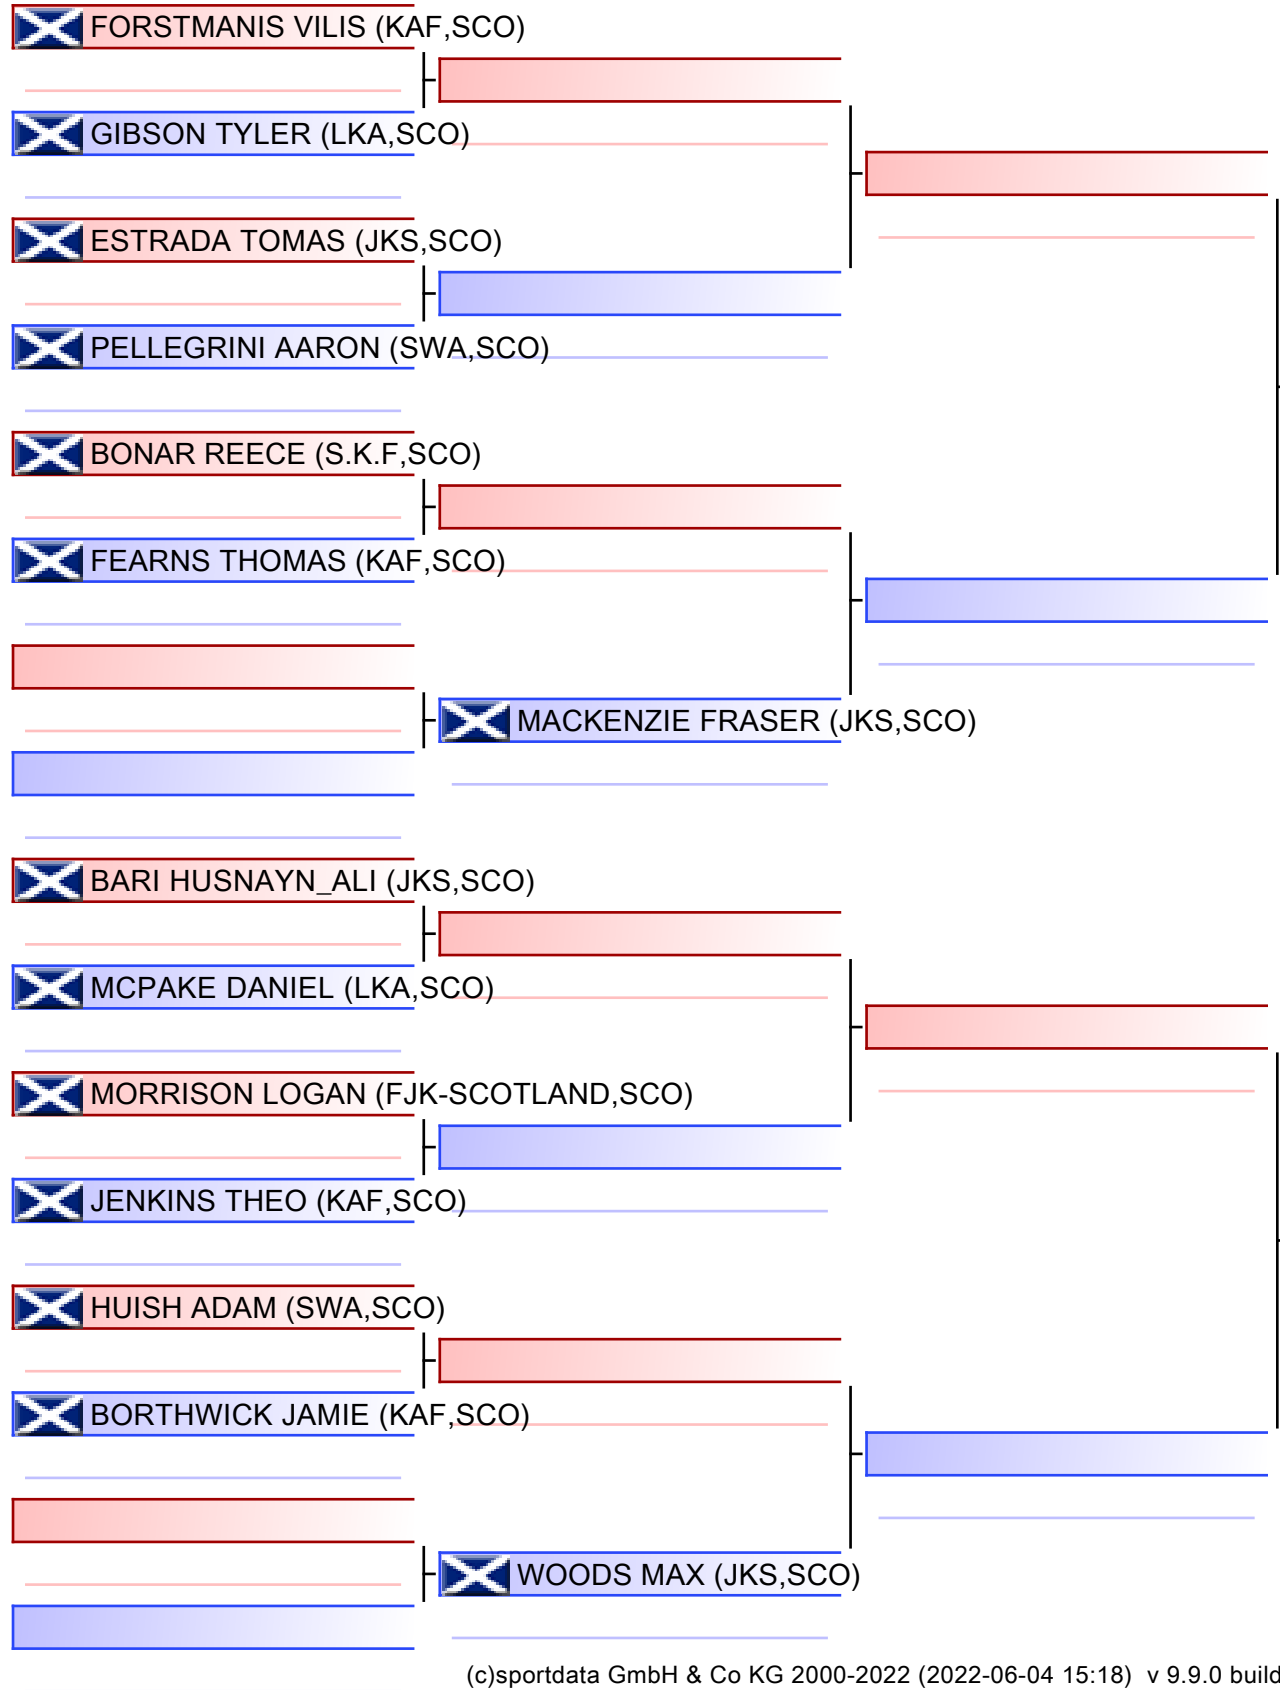 FORSTMANIS VILIS (KAF,SCO)
GIBSON TYLER (LKA,SCO)
ESTRADA TOMAS (JKS,SCO)
PELLEGRINI AARON (SWA,SCO)
BONAR REECE (S.K.F,SCO)
FEARNS THOMAS (KAF,SCO)
MACKENZIE FRASER (JKS,SCO)
BARI HUSNAYN_ALI (JKS,SCO)
MCPAKE DANIEL (LKA,SCO)
MORRISON LOGAN (FJK-SCOTLAND,SCO)
JENKINS THEO (KAF,SCO)
HUISH ADAM (SWA,SCO)
BORTHWICK JAMIE (KAF,SCO)
WOODS MAX (JKS,SCO)
(c)sportdata GmbH & Co KG 2000-2022 (2022-06-04 15:18) v 9.9.0 build